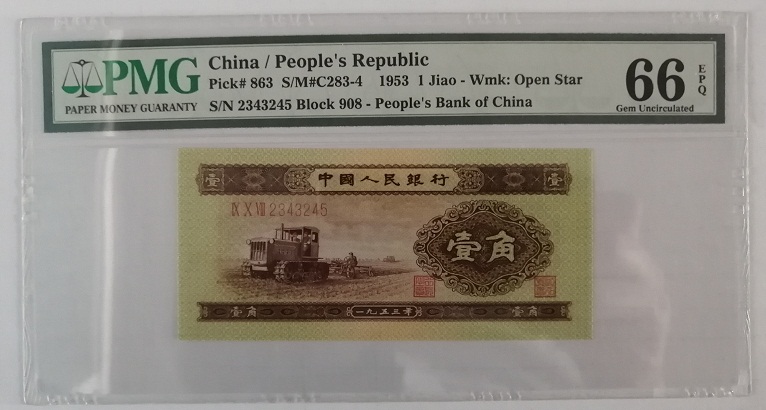 PMG
PAPER MONEY GUARANTY
China / People's Republic
Pick# 863 S/M#C283-4 1953 1 Jiao - Wmk: Open Star
S/N 2343245 Block 908 - People's Bank of China
66 EPQ
Gem Uncirculated
壹 中國人民銀行 壹
IX X VIII 2343245
壹角
壹角 一九五三年 壹角